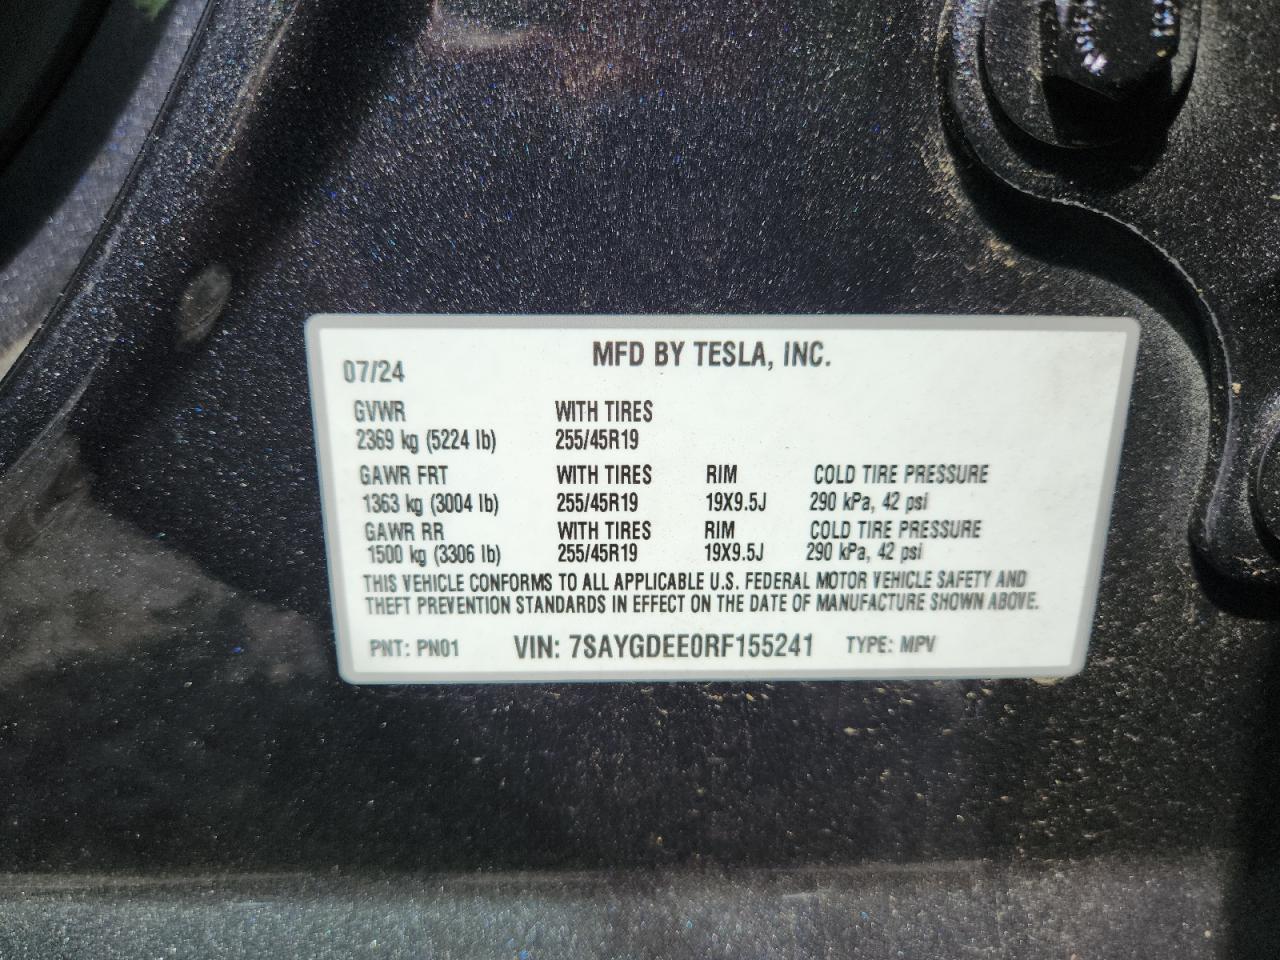 MFD BY TESLA, INC.
07/24
GVWR WITH TIRES
2369 kg (5224 lb) 255/45R19
GAWR FRT WITH TIRES RIM COLD TIRE PRESSURE
1363 kg (3004 lb) 255/45R19 19X9.5J 290 kPa, 42 psi
GAWR RR WITH TIRES RIM COLD TIRE PRESSURE
1500 kg (3306 lb) 255/45R19 19X9.5J 290 kPa, 42 psi
THIS VEHICLE CONFORMS TO ALL APPLICABLE U.S. FEDERAL MOTOR VEHICLE SAFETY AND
THEFT PREVENTION STANDARDS IN EFFECT ON THE DATE OF MANUFACTURE SHOWN ABOVE.
PNT: PN01 VIN: 7SAYGDEE0RF155241 TYPE: MPV